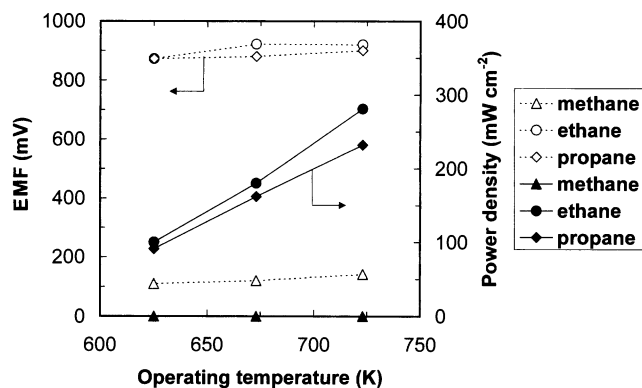 1000
800
600
400
200
0
EMF (mV)
400
300
200
100
0
Power density (mW cm-2)
600
650
700
750
Operating temperature (K)
methane
ethane
propane
methane
ethane
propane